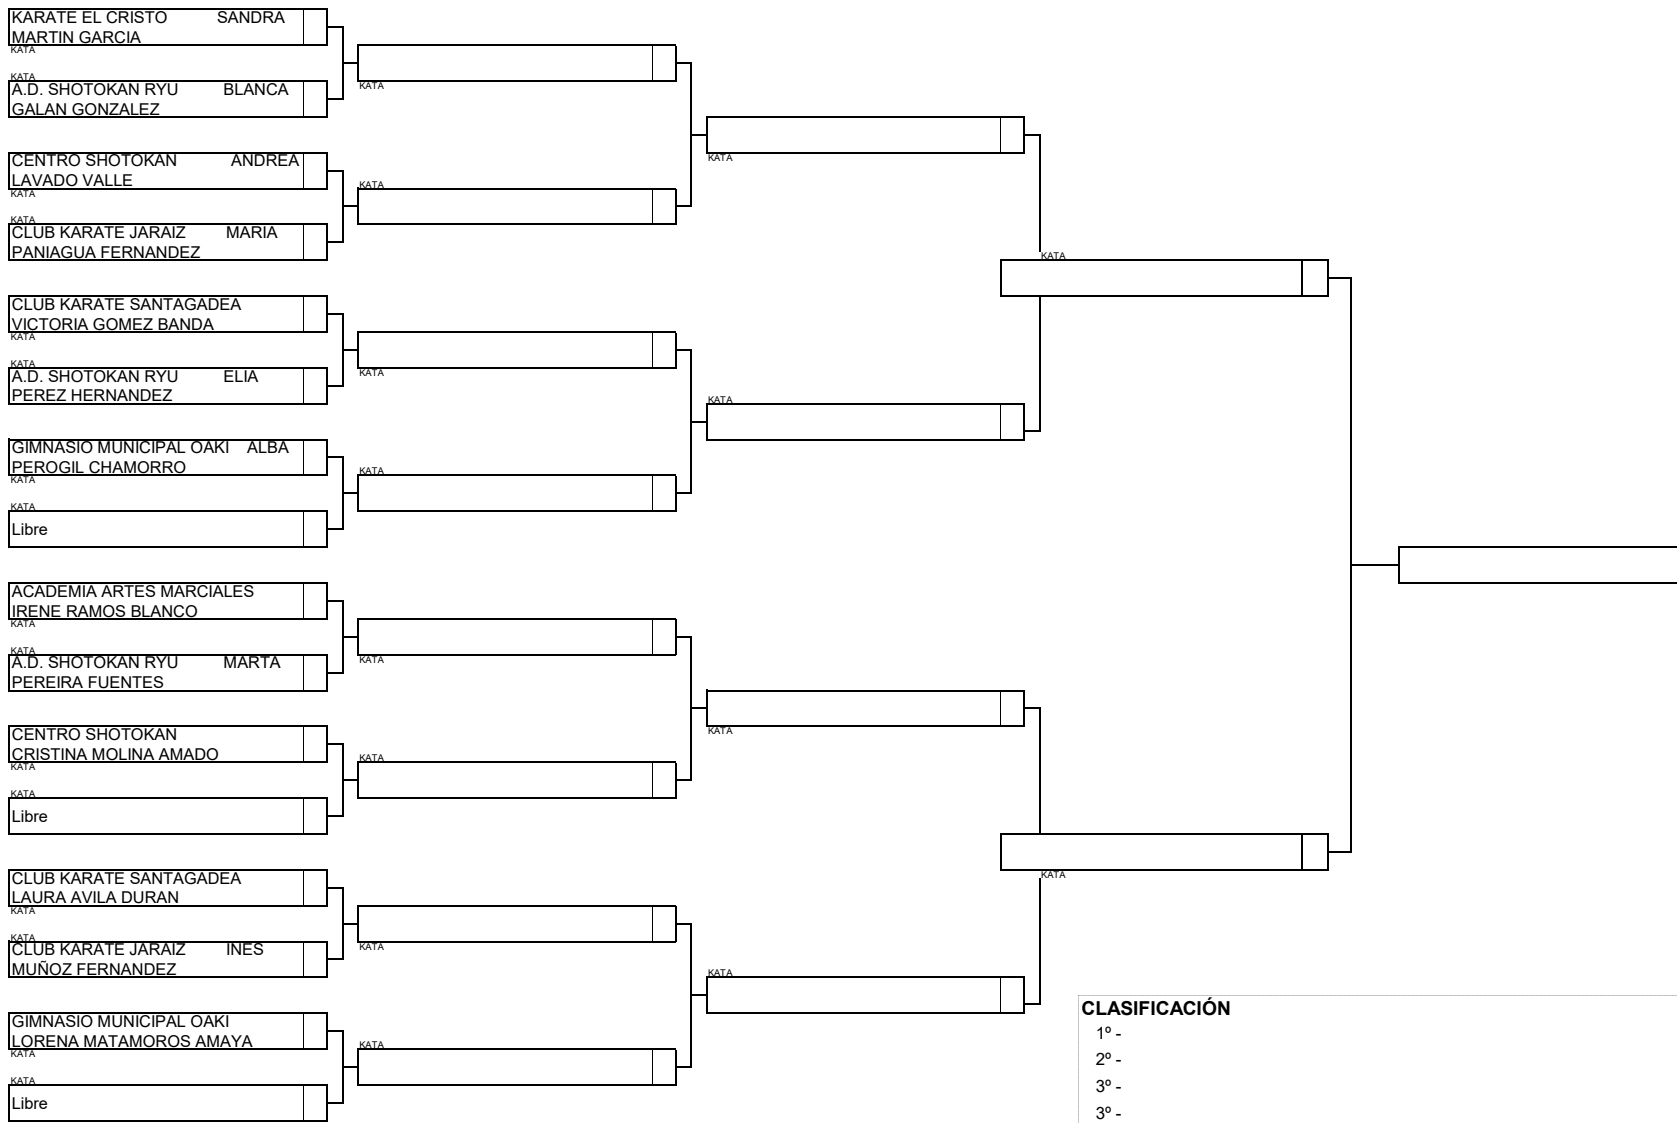 KARATE EL CRISTO SANDRA
MARTIN GARCIA
KATA
KATA
A.D. SHOTOKAN RYU BLANCA
GALAN GONZALEZ
CENTRO SHOTOKAN ANDREA
LAVADO VALLE
KATA
KATA
CLUB KARATE JARAIZ MARIA
PANIAGUA FERNANDEZ
CLUB KARATE SANTAGADEA
VICTORIA GOMEZ BANDA
KATA
KATA
A.D. SHOTOKAN RYU ELIA
PEREZ HERNANDEZ
GIMNASIO MUNICIPAL OAKI ALBA
PEROGIL CHAMORRO
KATA
KATA
Libre
ACADEMIA ARTES MARCIALES
IRENE RAMOS BLANCO
KATA
KATA
A.D. SHOTOKAN RYU MARTA
PEREIRA FUENTES
CENTRO SHOTOKAN
CRISTINA MOLINA AMADO
KATA
KATA
Libre
CLUB KARATE SANTAGADEA
LAURA AVILA DURAN
KATA
KATA
CLUB KARATE JARAIZ INES
MUÑOZ FERNANDEZ
GIMNASIO MUNICIPAL OAKI
LORENA MATAMOROS AMAYA
KATA
KATA
Libre
KATA
KATA
KATA
KATA
KATA
KATA
KATA
KATA
KATA
KATA
KATA
KATA
KATA
KATA
CLASIFICACIÓN
1º -
2º -
3º -
3º -